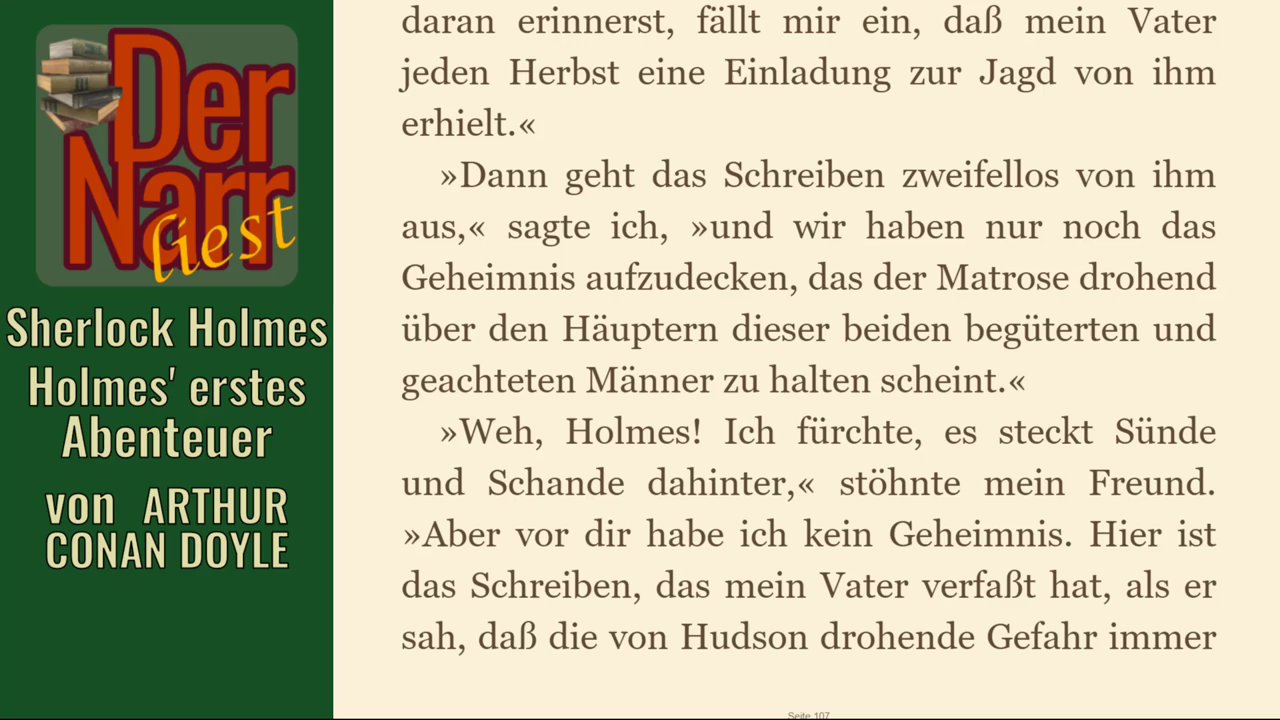 Der
Narr
liest
Sherlock Holmes
Holmes' erstes
Abenteuer
von ARTHUR
CONAN DOYLE
daran erinnerst, fällt mir ein, daß mein Vater
jeden Herbst eine Einladung zur Jagd von ihm
erhielt.«
»Dann geht das Schreiben zweifellos von ihm
aus,« sagte ich, »und wir haben nur noch das
Geheimnis aufzudecken, das der Matrose drohend
über den Häuptern dieser beiden begüterten und
geachteten Männer zu halten scheint.«
»Weh, Holmes! Ich fürchte, es steckt Sünde
und Schande dahinter,« stöhnte mein Freund.
»Aber vor dir habe ich kein Geheimnis. Hier ist
das Schreiben, das mein Vater verfaßt hat, als er
sah, daß die von Hudson drohende Gefahr immer
Seite 107